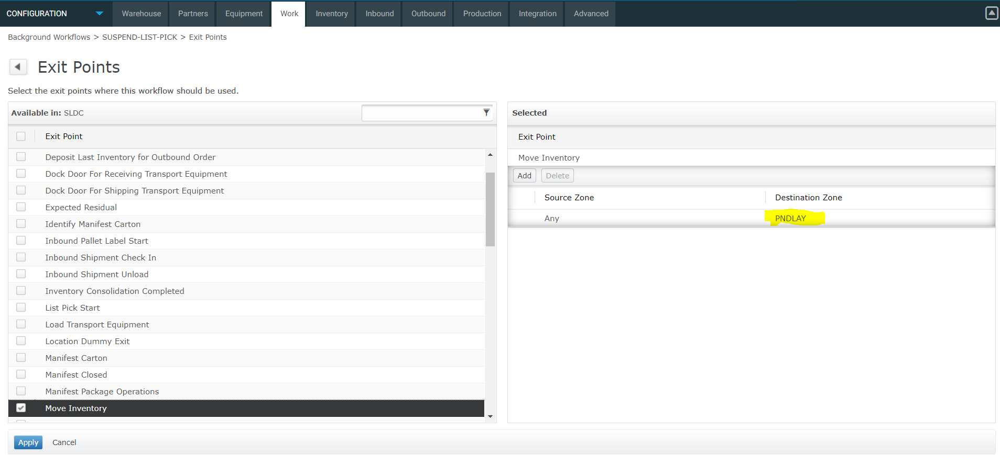 CONFIGURATION Warehouse Partners Equipment Work Inventory Inbound Outbound Production Integration Advanced
Background Workflows > SUSPEND-LIST-PICK > Exit Points
Exit Points
Select the exit points where this workflow should be used.
Available in: SLDC
Exit Point
Deposit Last Inventory for Outbound Order
Dock Door For Receiving Transport Equipment
Dock Door For Shipping Transport Equipment
Expected Residual
Identify Manifest Carton
Inbound Pallet Label Start
Inbound Shipment Check In
Inbound Shipment Unload
Inventory Consolidation Completed
List Pick Start
Load Transport Equipment
Location Dummy Exit
Manifest Carton
Manifest Closed
Manifest Package Operations
Move Inventory
Selected
Exit Point
Move Inventory
Add Delete
Source Zone Destination Zone
Any PNDLAY
Apply Cancel